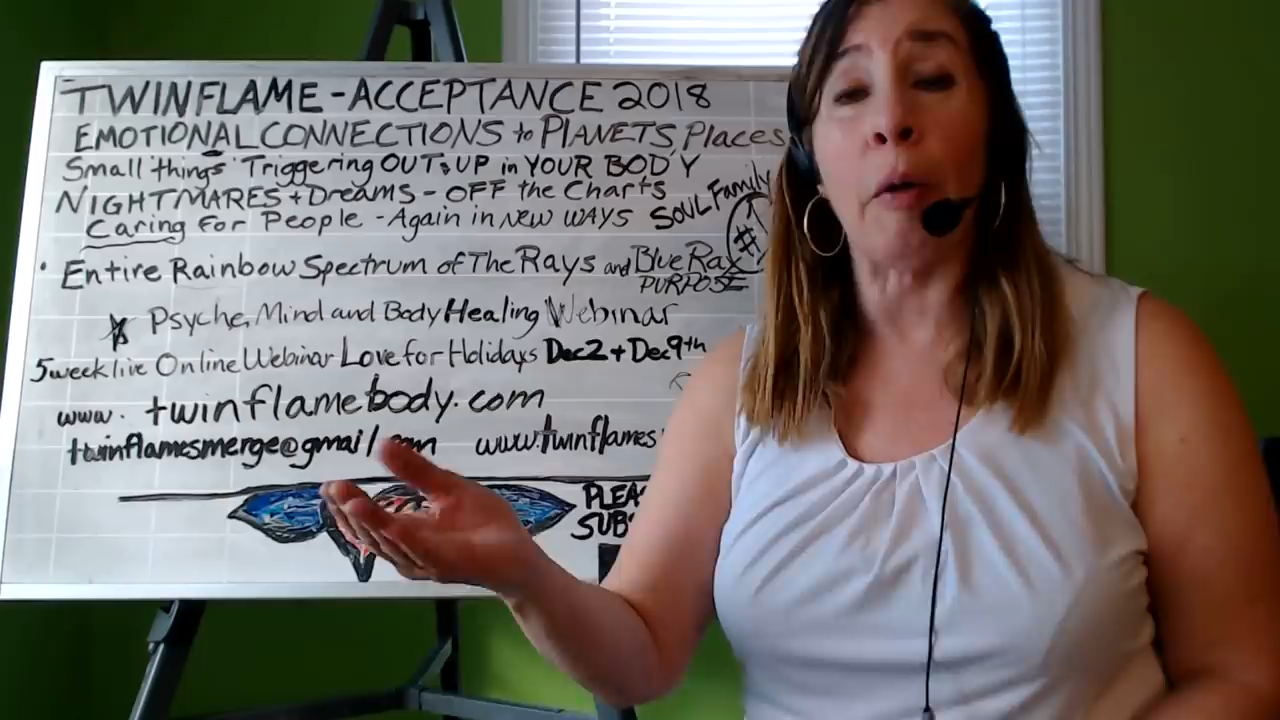 TWINFLAME-ACCEPTANCE 2018
EMOTIONAL CONNECTIONS to PLANETS, Places
Small things Triggering OUT & UP in YOUR BODY
NIGHTMARES + Dreams - OFF the Charts
Caring for People - Again in NEW WAYS SOUL Family
#1
• Entire Rainbow Spectrum of The Rays and Blue Ray
PURPOSE
Psyche, Mind and Body Healing Webinar
5 week live Online Webinar Love for Holidays Dec 2 + Dec 9th
www. twinflamebody.com
twinflamesmerge@gmail www.twinflames